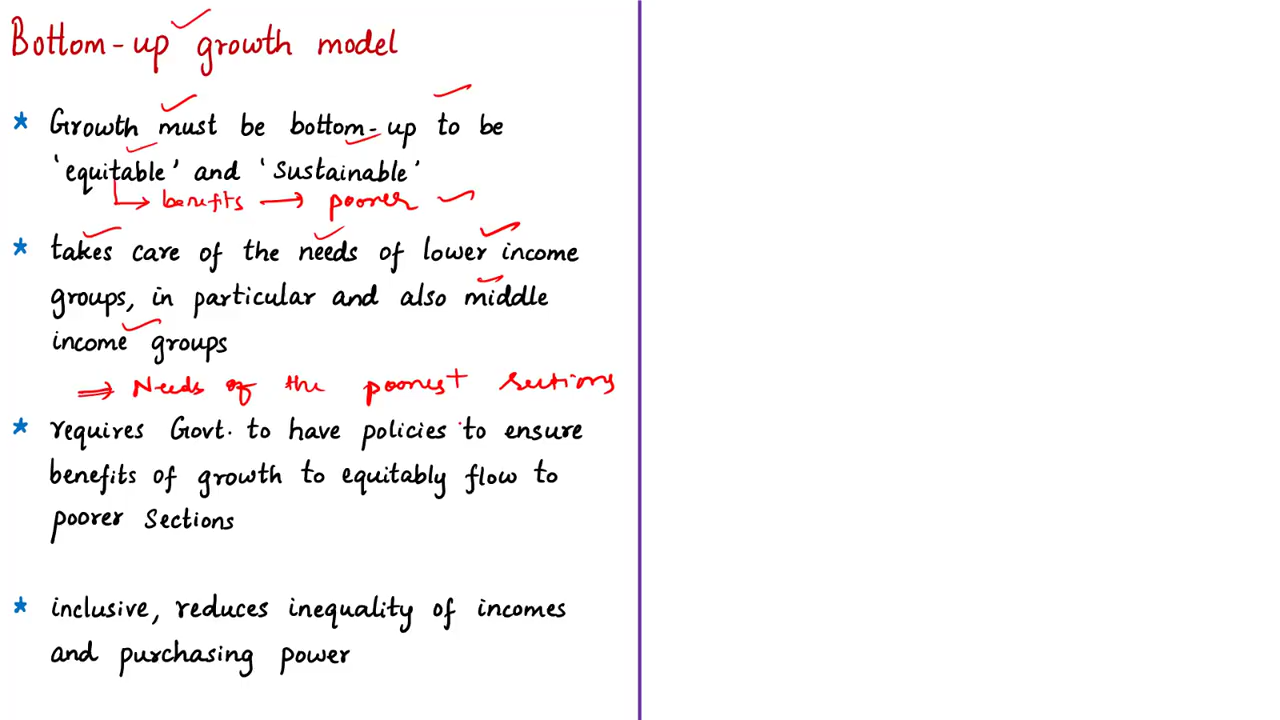 Bottom-up growth model
* Growth must be bottom-up to be
'equitable' and 'Sustainable'
→ benefits → poorer
* takes care of the needs of lower income
groups, in particular and also middle
income groups
⇒ Needs of the poorest sections
* requires Govt. to have policies to ensure
benefits of growth to equitably flow to
poorer Sections
* inclusive, reduces inequality of incomes
and purchasing power